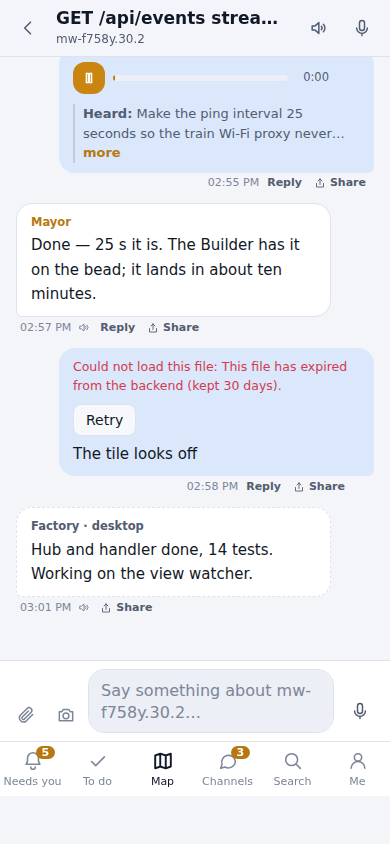 GET /api/events strea…
mw-f758y.30.2
0:00
Heard: Make the ping interval 25
seconds so the train Wi-Fi proxy never…
more
02:55 PM Reply Share
Mayor
Done — 25 s it is. The Builder has it
on the bead; it lands in about ten
minutes.
02:57 PM Reply Share
Could not load this file: This file has expired
from the backend (kept 30 days).
Retry
The tile looks off
02:58 PM Reply Share
Factory · desktop
Hub and handler done, 14 tests.
Working on the view watcher.
03:01 PM Share
Say something about mw-
f758y.30.2…
5 3
Needs you To do Map Channels Search Me